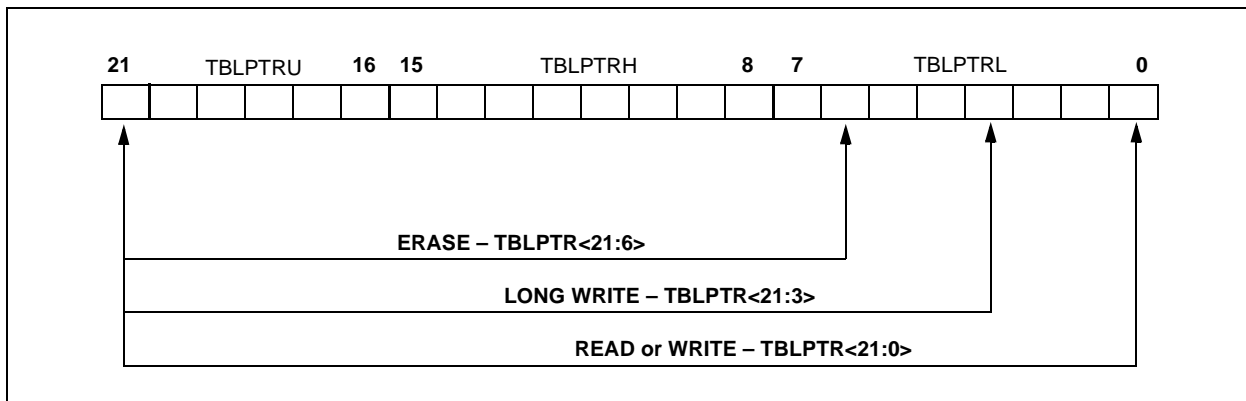 21 TBLPTRU 16 15 TBLPTRH 8 7 TBLPTRL 0
ERASE – TBLPTR<21:6>
LONG WRITE – TBLPTR<21:3>
READ or WRITE – TBLPTR<21:0>